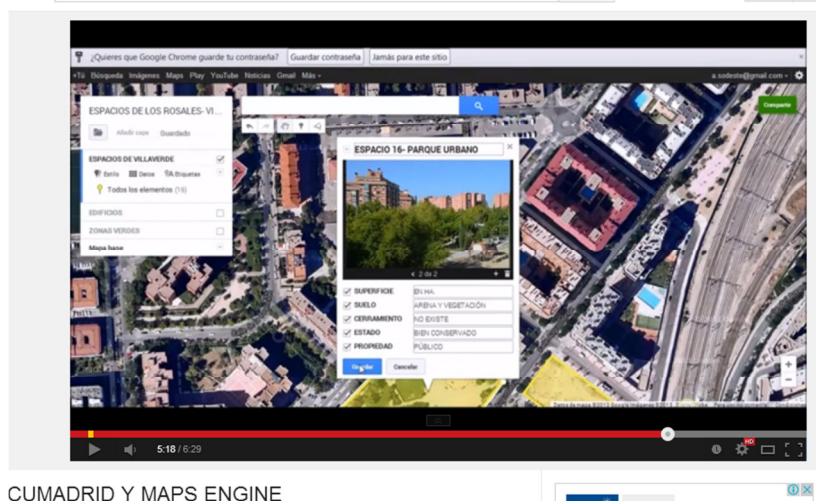 ¿Quieres que Google Chrome guarde tu contraseña? Guardar contraseña Jamás para este sitio
+Tú Búsqueda Imágenes Maps Play YouTube Noticias Gmail Más
a.sodeste@gmail.com
ESPACIOS DE LOS ROSALES- VI...
Compartir
Añadir capa Guardado
ESPACIO 16- PARQUE URBANO
ESPACIOS DE VILLAVERDE
Estilo Datos Etiquetas
Todos los elementos (16)
EDIFICIOS
ZONAS VERDES
Mapa base
2 de 2
SUPERFICIE EN HA.
SUELO ARENA Y VEGETACIÓN
CERRAMIENTO NO EXISTE
ESTADO BIEN CONSERVADO
PROPIEDAD PÚBLICO
Guardar Cancelar
5:18 / 6:29
HD
CUMADRID Y MAPS ENGINE